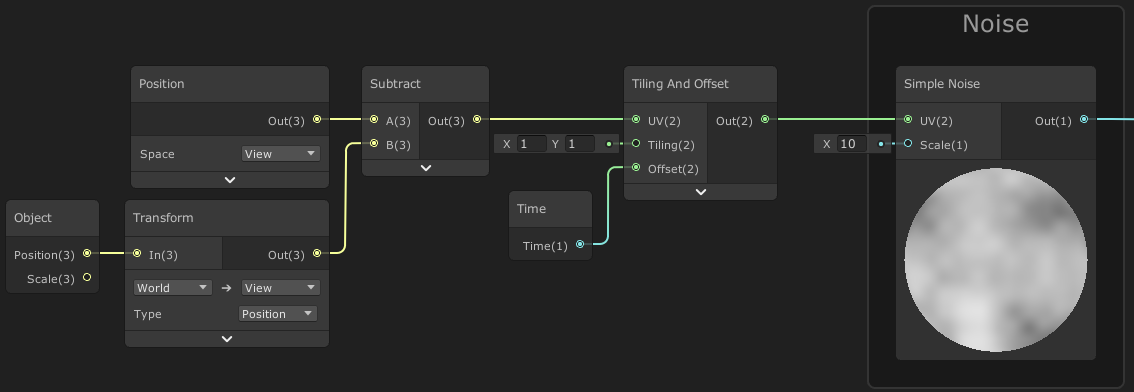 Noise
Position
Out(3)
Space View
Subtract
A(3) Out(3)
B(3)
Tiling And Offset
UV(2) Out(2)
X 1 Y 1 Tiling(2)
Offset(2)
Simple Noise
UV(2) Out(1)
X 10 Scale(1)
Object
Position(3)
Scale(3)
Transform
In(3) Out(3)
World → View
Type Position
Time
Time(1)